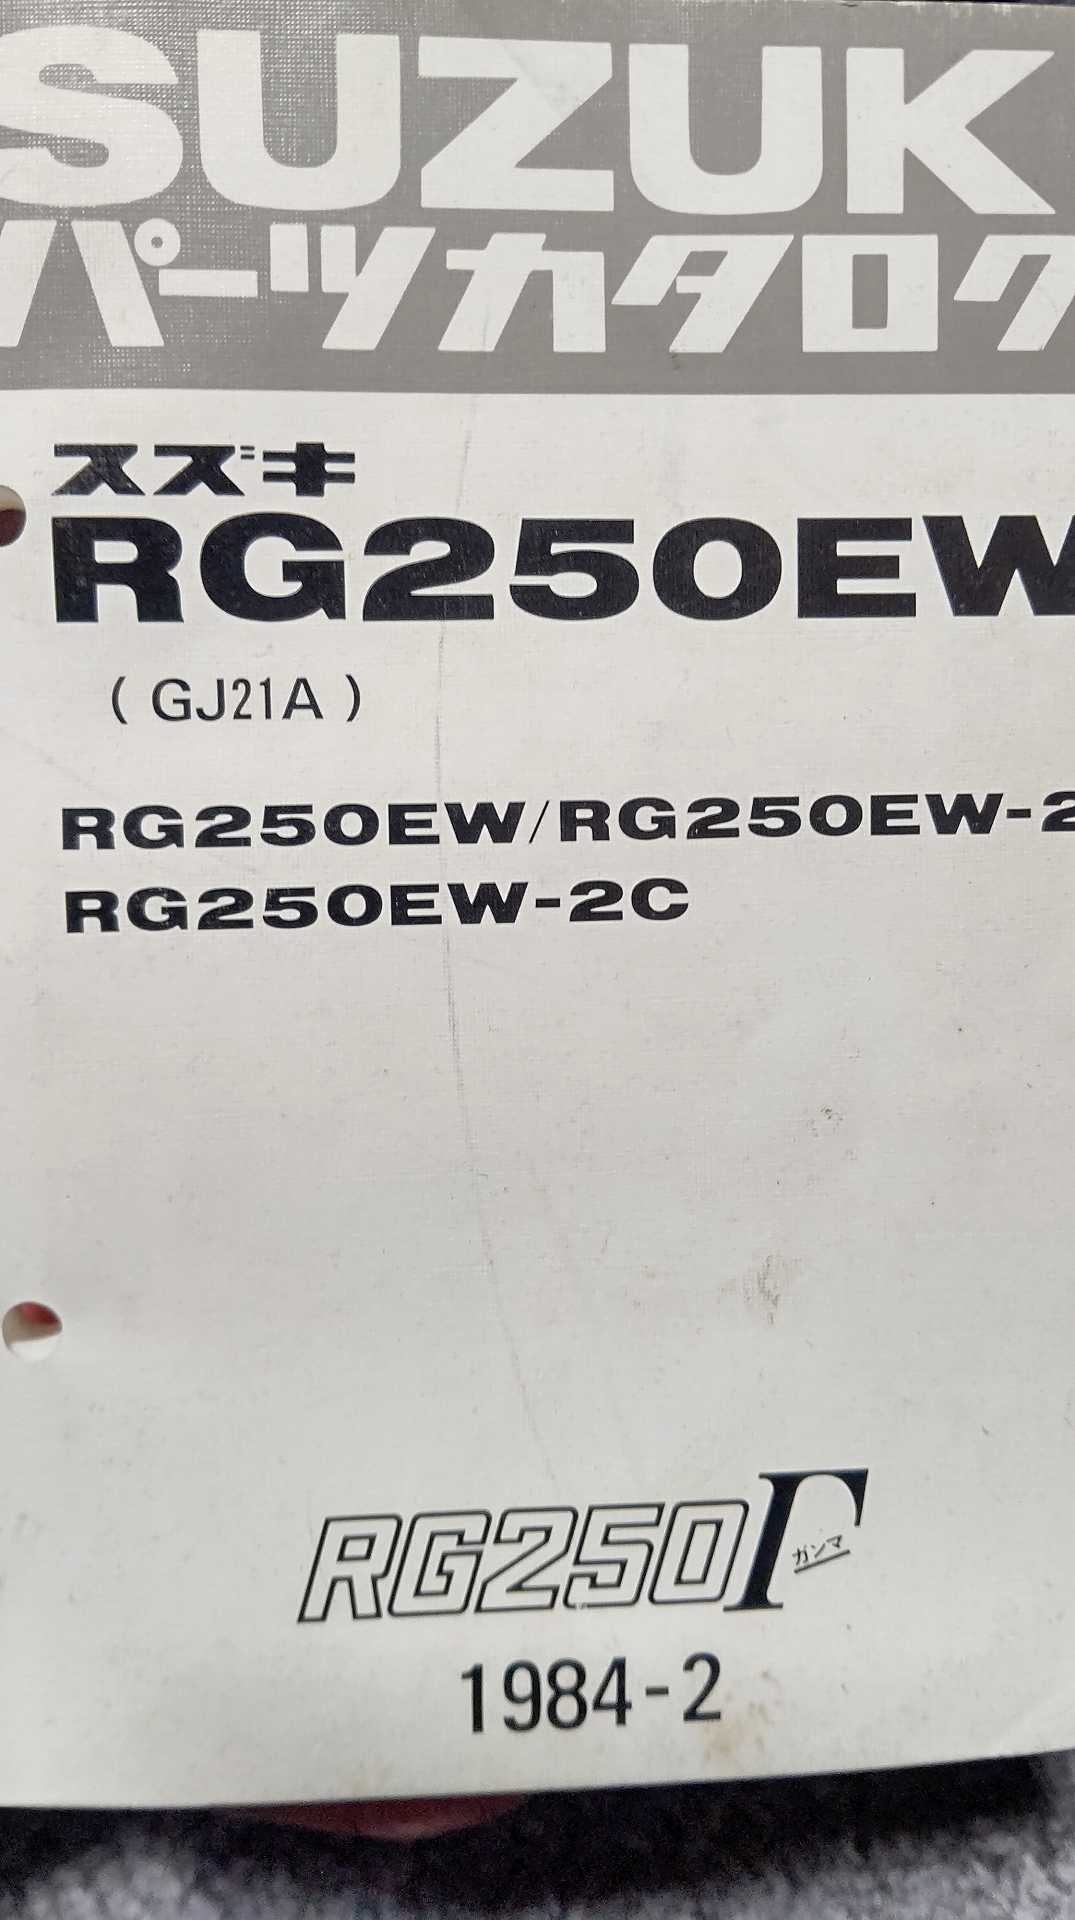 SUZUK
パーツカタログ
スズキ
RG250EW
( GJ21A )
RG250EW/RG250EW-2
RG250EW-2C
RG250Γ
ガンマ
1984-2